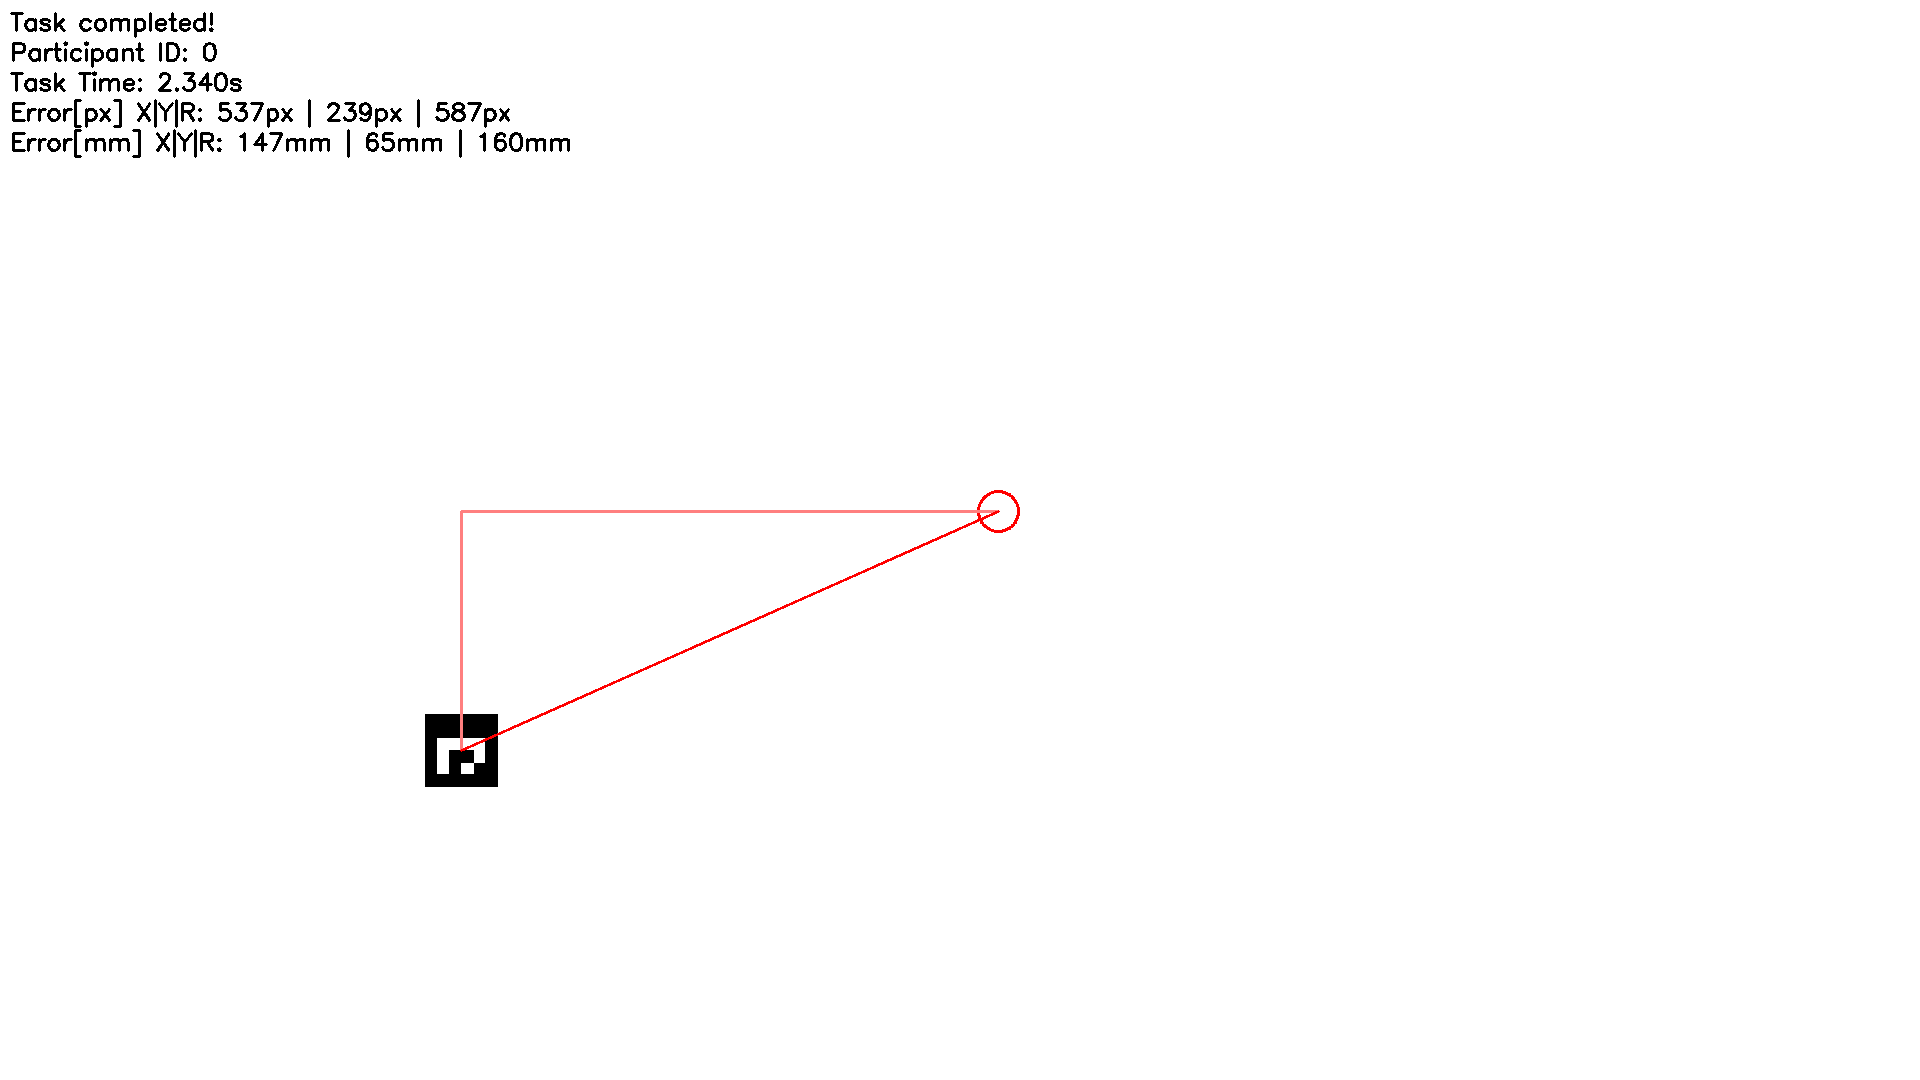 Task completed!
Participant ID: 0
Task Time: 2.340s
Error[px] X|Y|R: 537px | 239px | 587px
Error[mm] X|Y|R: 147mm | 65mm | 160mm